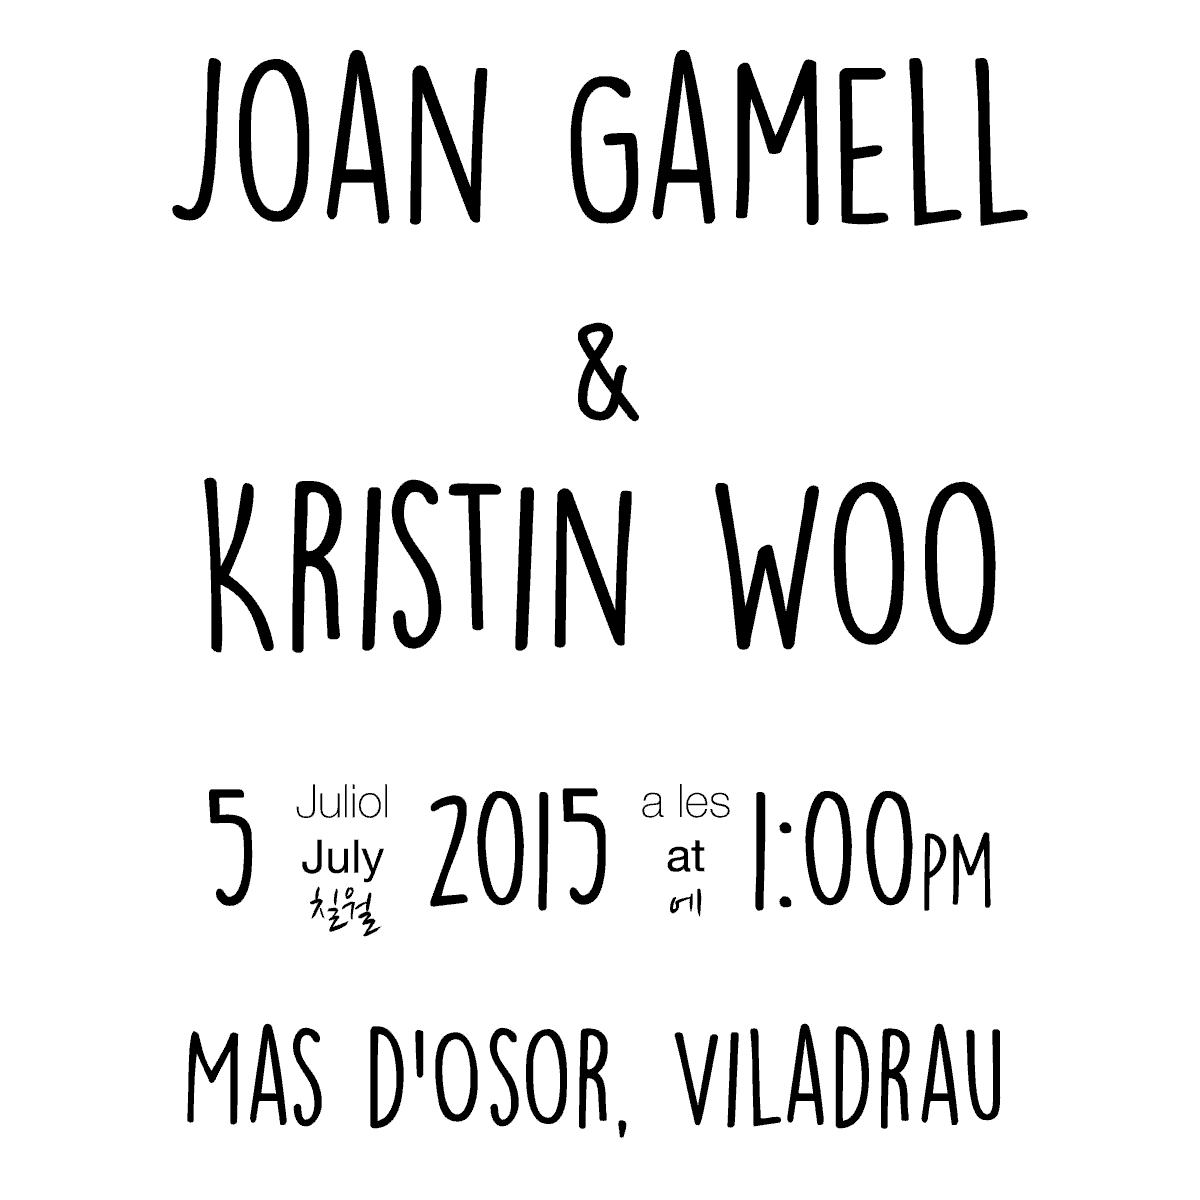 JOAN GAMELL
&
KRISTIN WOO
5 Juliol 2015 a les 1:00PM
July at
칠월 에
MAS D'OSOR, VILADRAU